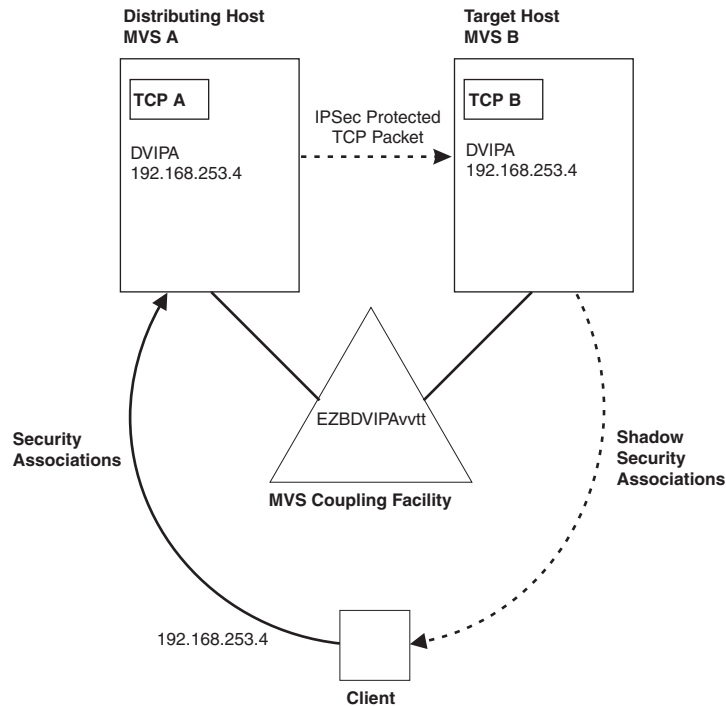 Distributing Host
MVS A
Target Host
MVS B
TCP A
DVIPA
192.168.253.4
IPSec Protected
TCP Packet
TCP B
DVIPA
192.168.253.4
EZBDVIPAvvtt
MVS Coupling Facility
Security
Associations
Shadow
Security
Associations
192.168.253.4
Client